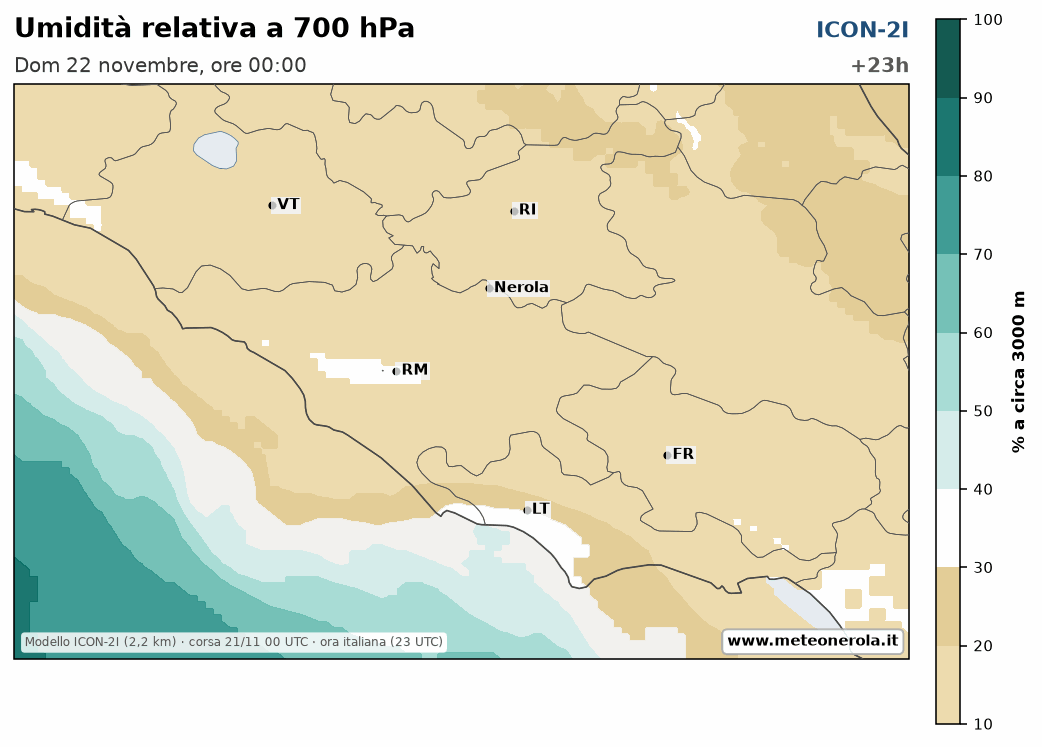 Umidità relativa a 700 hPa
ICON-2I
Dom 22 novembre, ore 00:00
+23h
100
90
80
70
60
50
40
30
20
10
% a circa 3000 m
VT
RI
Nerola
RM
FR
LT
Modello ICON-2I (2,2 km) · corsa 21/11 00 UTC · ora italiana (23 UTC)
www.meteonerola.it